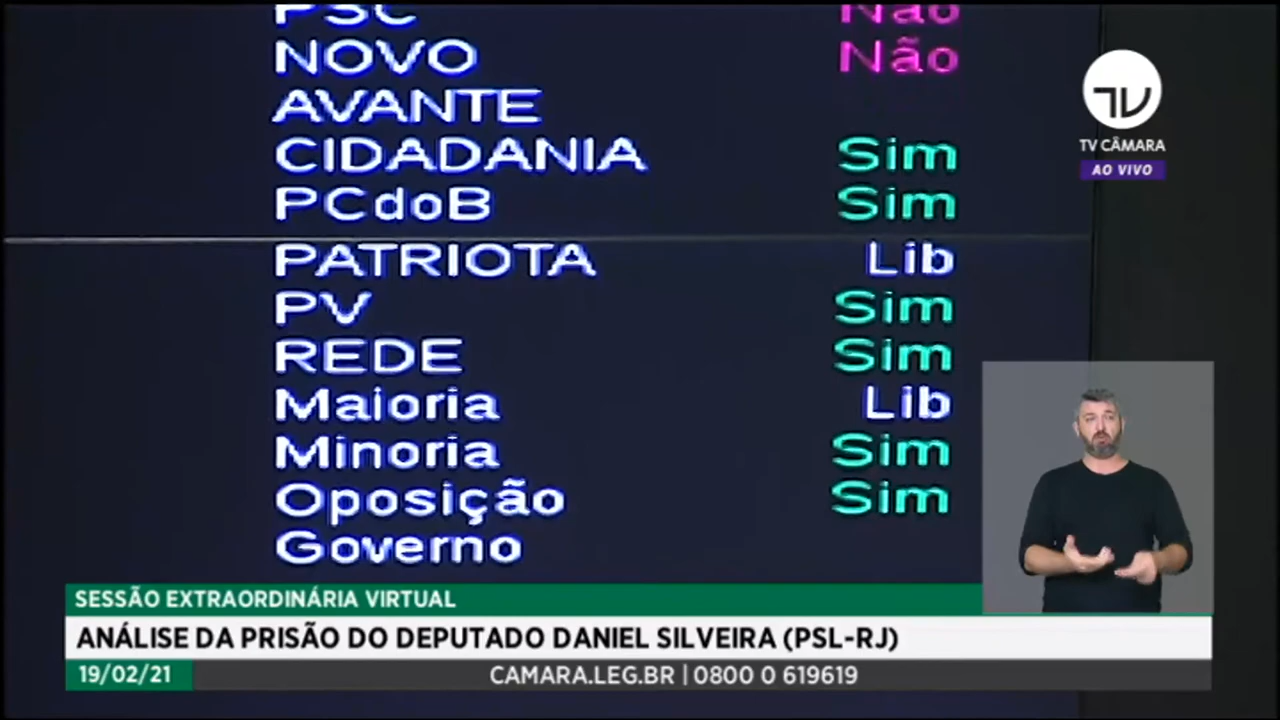 PSC Não
NOVO Não
AVANTE
CIDADANIA Sim
PCdoB Sim
PATRIOTA Lib
PV Sim
REDE Sim
Maioria Lib
Minoria Sim
Oposição Sim
Governo
TV
TV CÂMARA
AO VIVO
SESSÃO EXTRAORDINÁRIA VIRTUAL
ANÁLISE DA PRISÃO DO DEPUTADO DANIEL SILVEIRA (PSL-RJ)
19/02/21 CAMARA.LEG.BR | 0800 0 619619